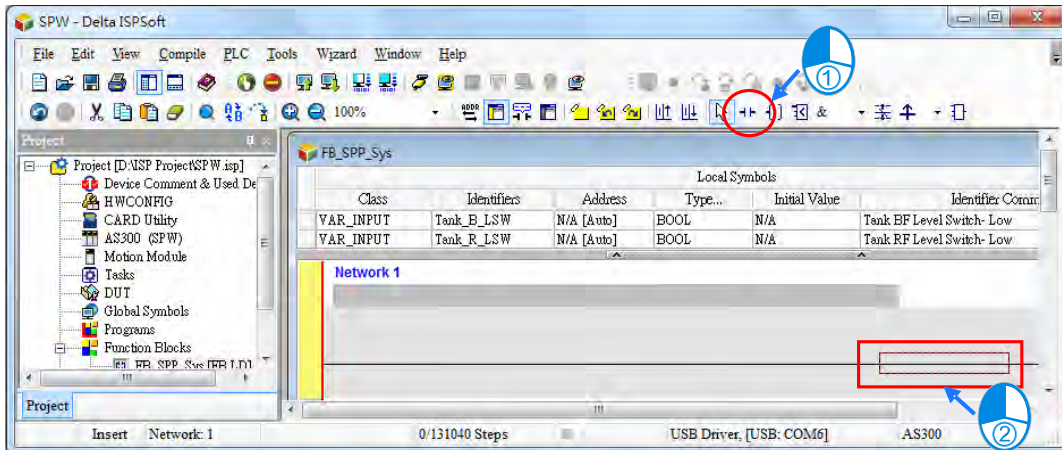 SPW - Delta ISPSoft
File Edit View Compile PLC Tools Wizard Window Help
①
100%
Project
Project [D:\ISP Project\SPW.isp]
Device Comment & Used De
HWCONFIG
CARD Utility
AS300 (SPW)
Motion Module
Tasks
DUT
Global Symbols
Programs
Function Blocks
FB_SPP_Sys [FB,LD]
Project
FB_SPP_Sys
Local Symbols
Class Identifiers Address Type... Initial Value Identifier Comm
VAR_INPUT Tank_B_LSW N/A [Auto] BOOL N/A Tank BF Level Switch- Low
VAR_INPUT Tank_R_LSW N/A [Auto] BOOL N/A Tank RF Level Switch- Low
Network 1
②
Insert Network: 1 0/131040 Steps USB Driver, [USB: COM6] AS300